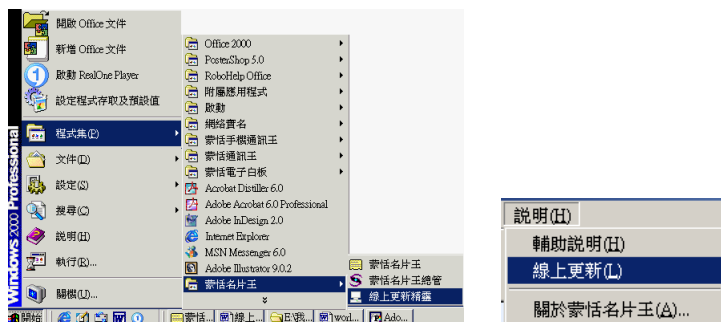 開啟 Office 文件
新增 Office 文件
啟動 RealOne Player
設定程式存取及預設值
程式集(P)
文件(D)
設定(S)
搜尋(C)
說明(H)
執行(R)...
關機(U)...
Windows 2000 Professional
Office 2000
PosterShop 5.0
RoboHelp Office
附屬應用程式
啟動
網絡實名
蒙恬手機通訊王
蒙恬通訊王
蒙恬電子白板
Acrobat Distiller 6.0
Adobe Acrobat 6.0 Professional
Adobe InDesign 2.0
Internet Explorer
MSN Messenger 6.0
Adobe Illustrator 9.0.2
蒙恬名片王
蒙恬名片王
蒙恬名片王總管
線上更新精靈
開始
蒙恬...
線上...
E:\我...
worl...
Ado...
說明(H)
輔助說明(H)
線上更新(L)
關於蒙恬名片王(A)...